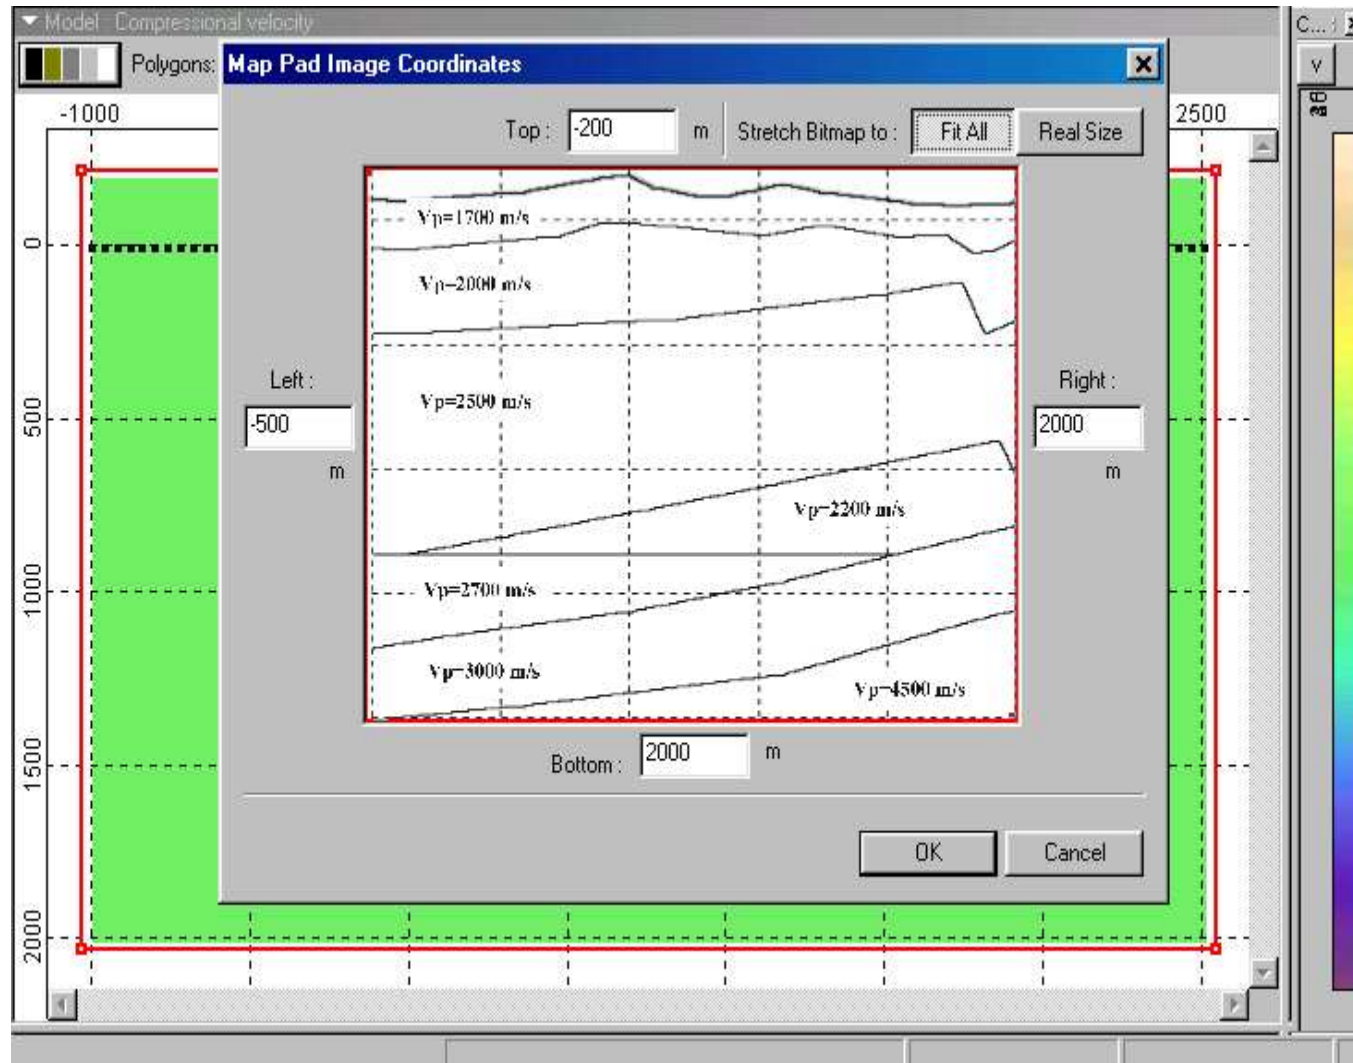 Model - Compressional velocity
C...
Polygons:
Map Pad Image Coordinates
V
-1000
2500
Top :
-200
m
Stretch Bitmap to :
Fit All
Real Size
Vp=1700 m/s
0
Vp=2000 m/s
Left :
Right :
Vp=2500 m/s
500
-500
2000
m
m
Vp=2200 m/s
1000
Vp=2700 m/s
Vp=3000 m/s
Vp=4500 m/s
1500
Bottom :
2000
m
OK
Cancel
2000